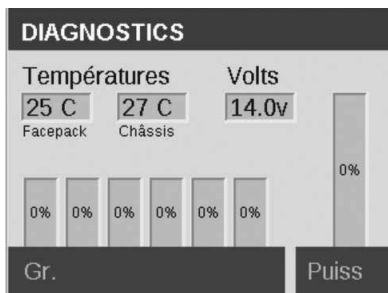 DIAGNOSTICS
Températures Volts
25 C 27 C 14.0v
Facepack Châssis
0%
0% 0% 0% 0% 0% 0%
Gr. Puiss